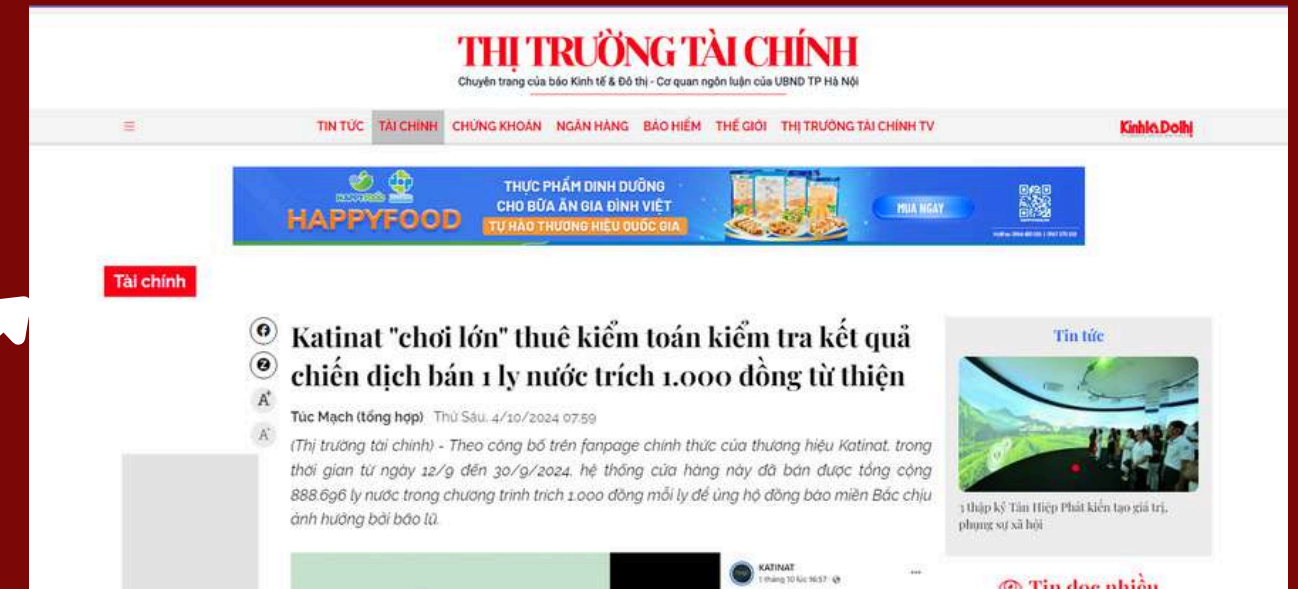 THỊ TRƯỜNG TÀI CHÍNH
Chuyên trang của báo Kinh tế & Đô thị - Cơ quan ngôn luận của UBND TP Hà Nội
TIN TỨC TÀI CHÍNH CHỨNG KHOÁN NGÂN HÀNG BẢO HIỂM THẾ GIỚI THỊ TRƯỜNG TÀI CHÍNH TV
HAPPYFOOD
THỰC PHẨM DINH DƯỠNG
CHO BỮA ĂN GIA ĐÌNH VIỆT
TỰ HÀO THƯƠNG HIỆU QUỐC GIA
MUA NGAY
Tài chính
Katinat "chơi lớn" thuê kiểm toán kiểm tra kết quả
chiến dịch bán 1 ly nước trích 1.000 đồng từ thiện
Túc Mạch (tổng hợp) Thứ Sáu, 4/10/2024 07:59
(Thị trường tài chính) - Theo công bố trên fanpage chính thức của thương hiệu Katinat, trong
thời gian từ ngày 12/9 đến 30/9/2024, hệ thống cửa hàng này đã bán được tổng cộng
888.696 ly nước trong chương trình trích 1.000 đồng mỗi ly để ủng hộ đồng bào miền Bắc chịu
ảnh hưởng bởi bão lũ.
Tin tức
3 thập kỷ Tân Hiệp Phát kiến tạo giá trị,
phụng sự xã hội
KATINAT
1 tháng 10 lúc 16:57
Tin đọc nhiều